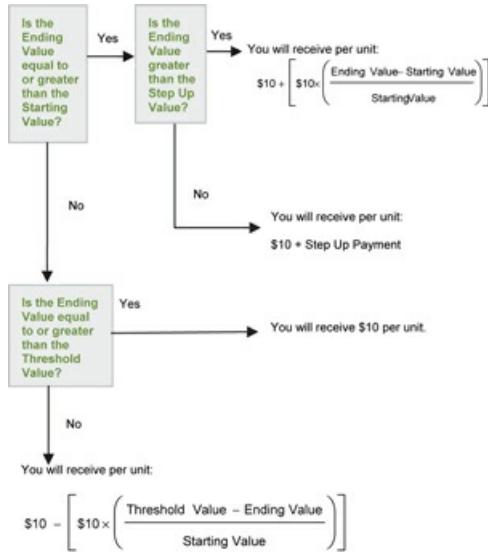 Is the
Ending
Value
equal to
or greater
than the
Starting
Value?
Yes
Is the
Ending
Value
greater
than the
Step Up
Value?
Yes
You will receive per unit:
$10 + [ $10× ( Ending Value– Starting Value
StartingValue ) ]
No
You will receive per unit:
$10 + Step Up Payment
No
Is the Ending
Value equal
to or greater
than the
Threshold
Value?
Yes
You will receive $10 per unit.
No
You will receive per unit:
$10 – [ $10 × ( Threshold Value – Ending Value
Starting Value ) ]